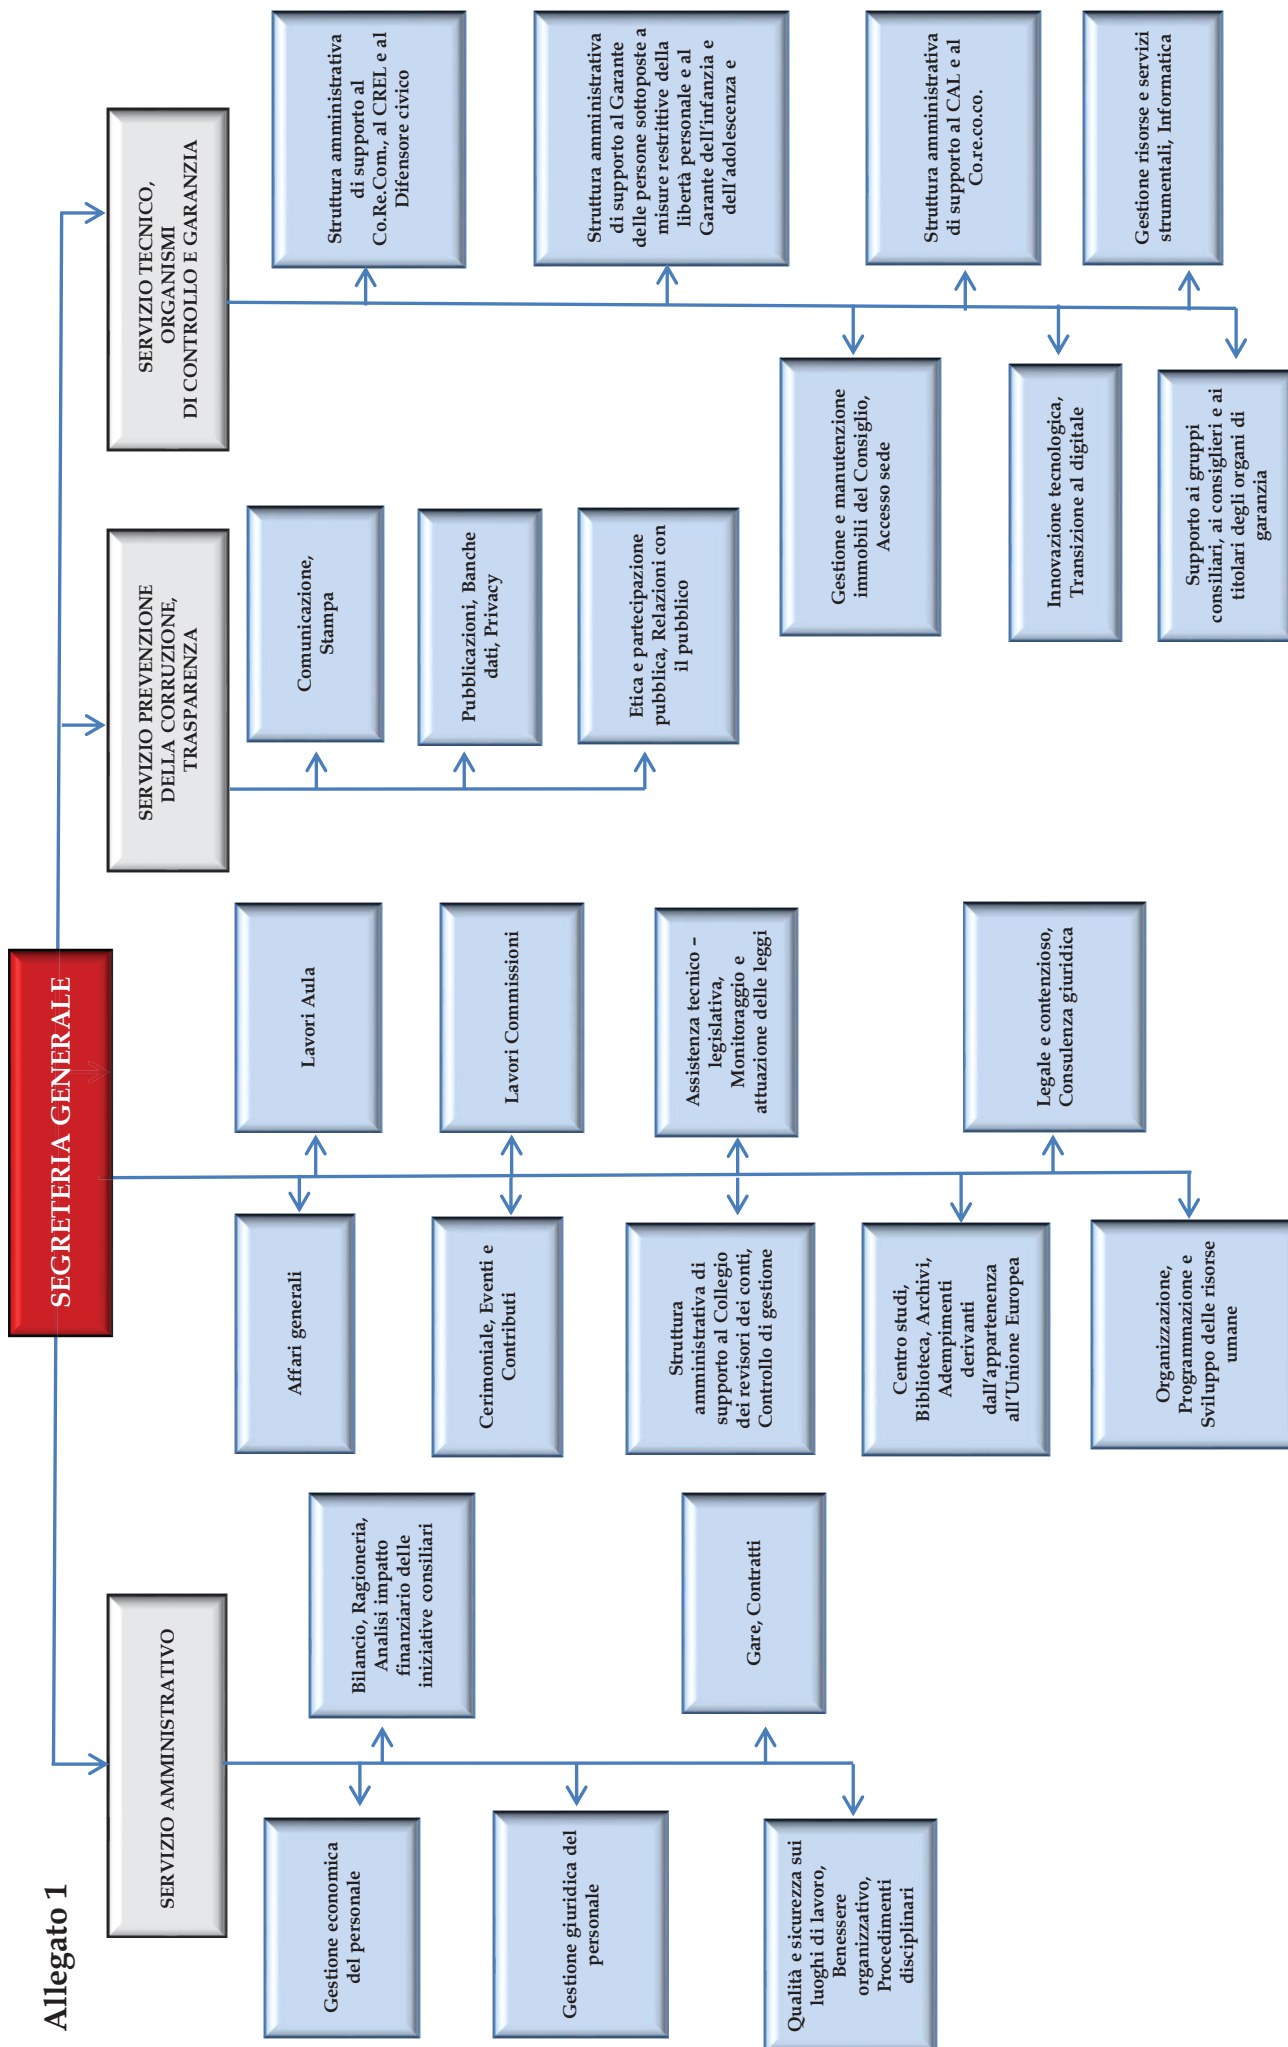 Allegato 1
SEGRETERIA GENERALE
SERVIZIO AMMINISTRATIVO
Gestione economica
del personale
Bilancio, Ragioneria,
Analisi impatto
finanziario delle
iniziative consiliari
Gestione giuridica del
personale
Gare, Contratti
Qualità e sicurezza sui
luoghi di lavoro,
Benessere
organizzativo,
Procedimenti
disciplinari
Affari generali
Lavori Aula
Cerimoniale, Eventi e
Contributi
Lavori Commissioni
Struttura
amministrativa di
supporto al Collegio
dei revisori dei conti,
Controllo di gestione
Assistenza tecnico –
legislativa,
Monitoraggio e
attuazione delle leggi
Centro studi,
Biblioteca, Archivi,
Adempimenti
derivanti
dall'appartenenza
all'Unione Europea
Legale e contenzioso,
Consulenza giuridica
Organizzazione,
Programmazione e
Sviluppo delle risorse
umane
SERVIZIO PREVENZIONE
DELLA CORRUZIONE,
TRASPARENZA
Comunicazione,
Stampa
Pubblicazioni, Banche
dati, Privacy
Etica e partecipazione
pubblica, Relazioni con
il pubblico
SERVIZIO TECNICO,
ORGANISMI
DI CONTROLLO E GARANZIA
Struttura amministrativa
di supporto al
Co.Re.Com., al CREL e al
Difensore civico
Struttura amministrativa
di supporto al Garante
delle persone sottoposte a
misure restrittive della
libertà personale e al
Garante dell'infanzia e
dell'adolescenza e
Gestione e manutenzione
immobili del Consiglio,
Accesso sede
Struttura amministrativa
di supporto al CAL e al
Co.re.co.co.
Innovazione tecnologica,
Transizione al digitale
Gestione risorse e servizi
strumentali, Informatica
Supporto ai gruppi
consiliari, ai consiglieri e ai
titolari degli organi di
garanzia